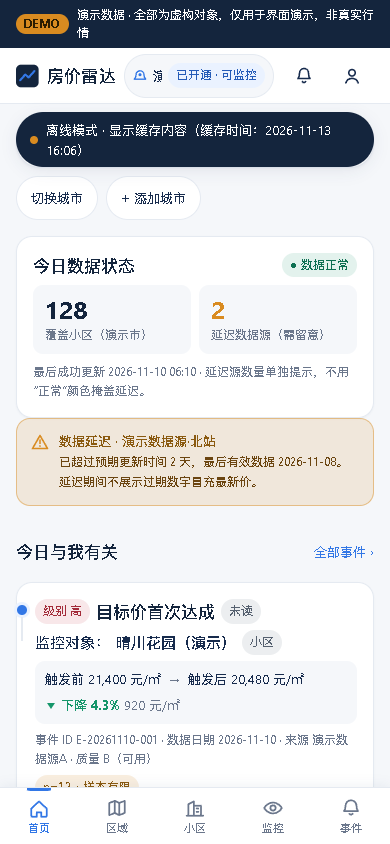 DEMO 演示数据 · 全部为虚构对象，仅用于界面演示，非真实行
情
房价雷达 已开通 · 可监控
离线模式 · 显示缓存内容（缓存时间：2026-11-13
16:06）
切换城市 + 添加城市
今日数据状态 数据正常
128
覆盖小区（演示市）
2
延迟数据源（需留意）
最后成功更新 2026-11-10 06:10 · 延迟源数量单独提示，不用
"正常"颜色掩盖延迟。
数据延迟 · 演示数据源·北站
已超过预期更新时间 2 天，最后有效数据 2026-11-08。
延迟期间不展示过期数字冒充最新价。
今日与我有关 全部事件 ›
级别 高 目标价首次达成 未读
监控对象： 晴川花园（演示） 小区
触发前 21,400 元/㎡ → 触发后 20,480 元/㎡
▼ 下降 4.3% 920 元/㎡
事件 ID E-20261110-001 · 数据日期 2026-11-10 · 来源 演示数
据源A · 质量 B（可用）
n=12 · 样本有限
首页 区域 小区 监控 事件